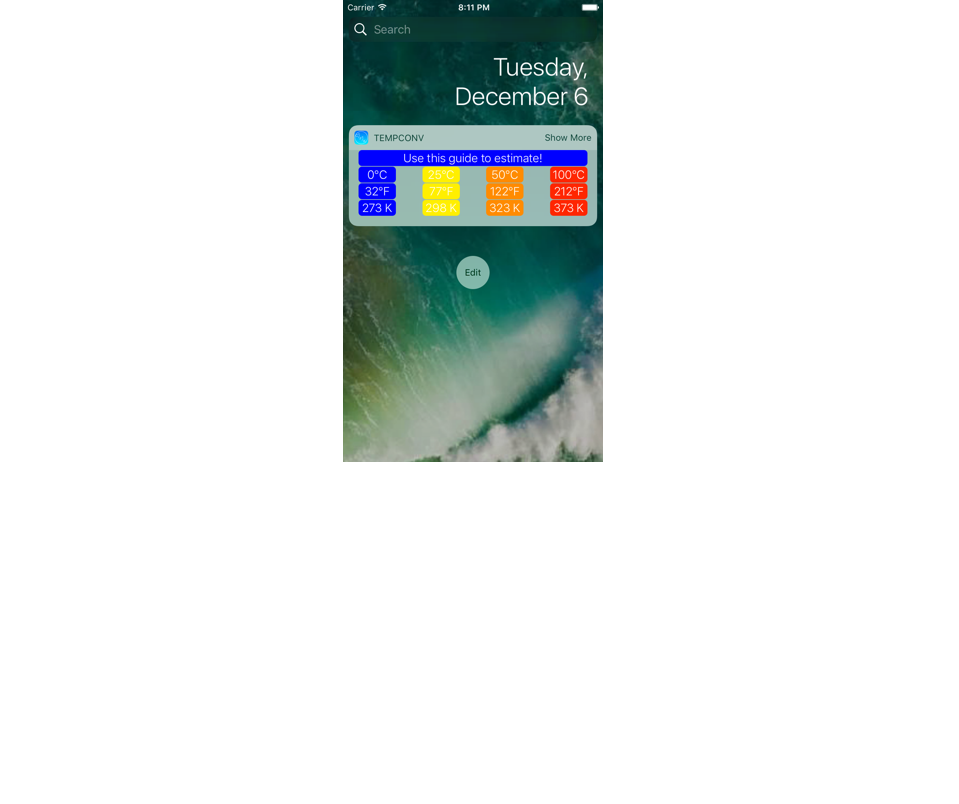 Carrier 8:11 PM
Search
Tuesday,
December 6
TEMPCONV Show More
Use this guide to estimate!
0°C 25°C 50°C 100°C
32°F 77°F 122°F 212°F
273 K 298 K 323 K 373 K
Edit